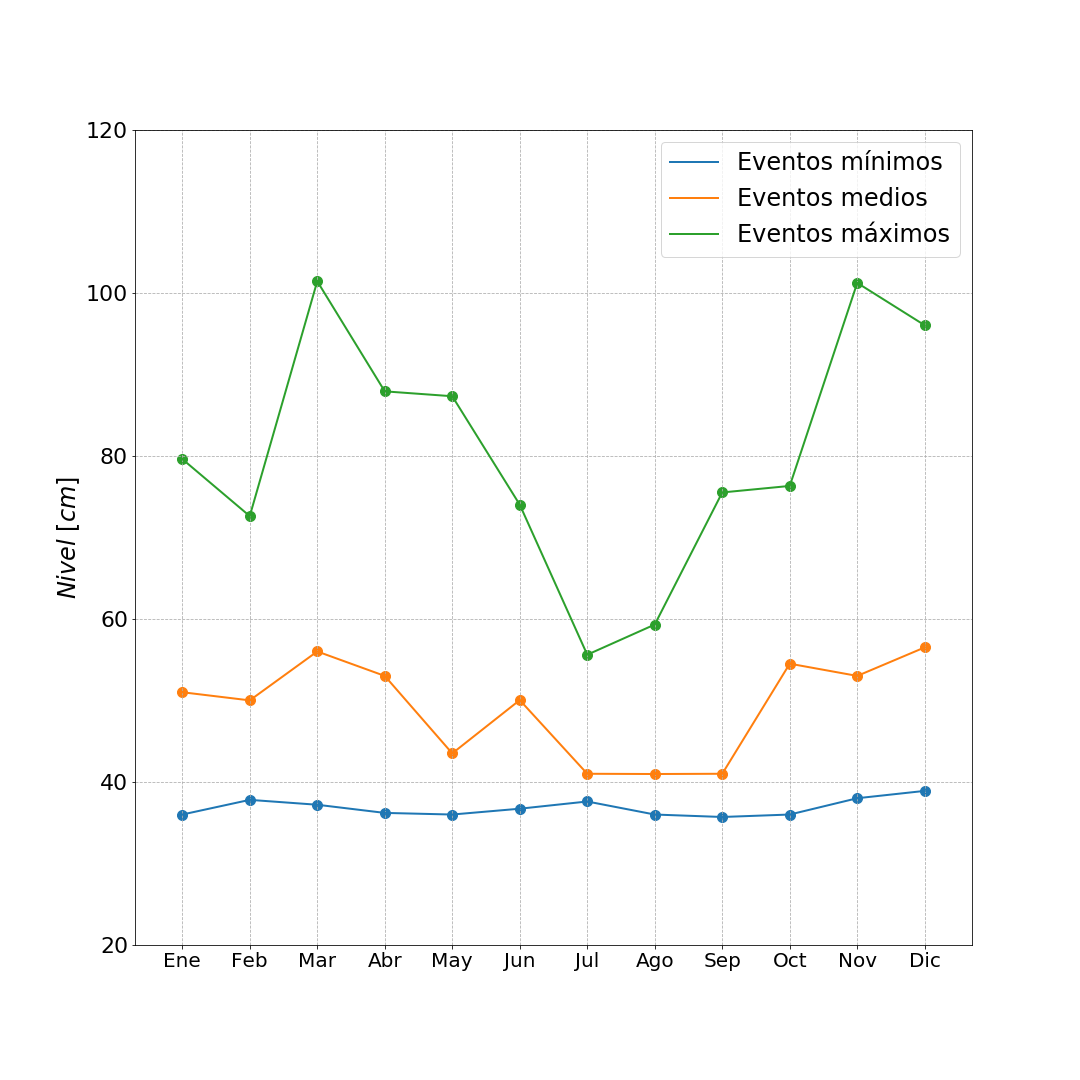 120
100
80
60
40
20
Nivel [cm]
Eventos mínimos
Eventos medios
Eventos máximos
Ene Feb Mar Abr May Jun Jul Ago Sep Oct Nov Dic